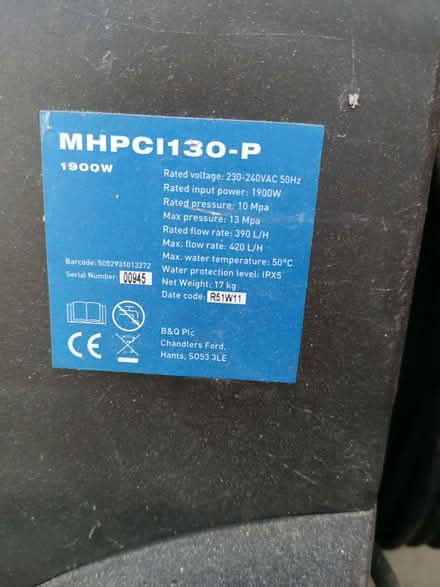 MHPCI130-P
1900W
Rated voltage: 230-240VAC 50Hz
Rated input power: 1900W
Rated pressure: 10 Mpa
Max pressure: 13 Mpa
Rated flow rate: 390 L/H
Max. flow rate: 420 L/H
Max. water temperature: 50°C
Water protection level: IPX5
Net Weight: 17 kg
Date code: R51W11
Barcode: 5052931013272
Serial Number: 00945
CE
B&Q Plc
Chandlers Ford,
Hants, SO53 3LE